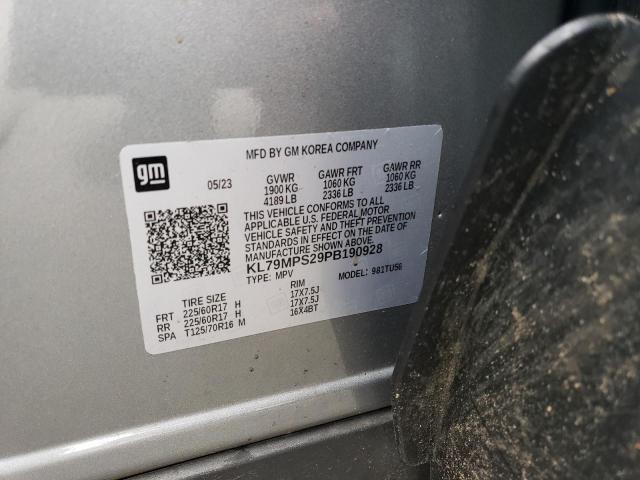 MFD BY GM KOREA COMPANY
gm
05/23
GVWR GAWR FRT GAWR RR
1900 KG 1060 KG 1060 KG
4189 LB 2336 LB 2336 LB
THIS VEHICLE CONFORMS TO ALL
APPLICABLE U.S. FEDERAL MOTOR
VEHICLE SAFETY AND THEFT PREVENTION
STANDARDS IN EFFECT ON THE DATE OF
MANUFACTURE SHOWN ABOVE.
KL79MPS29PB190928
TYPE: MPV MODEL: 981TU56
TIRE SIZE RIM
FRT 225/60R17 H 17X7.5J
RR 225/60R17 H 17X7.5J
SPA T125/70R16 M 16X4BT